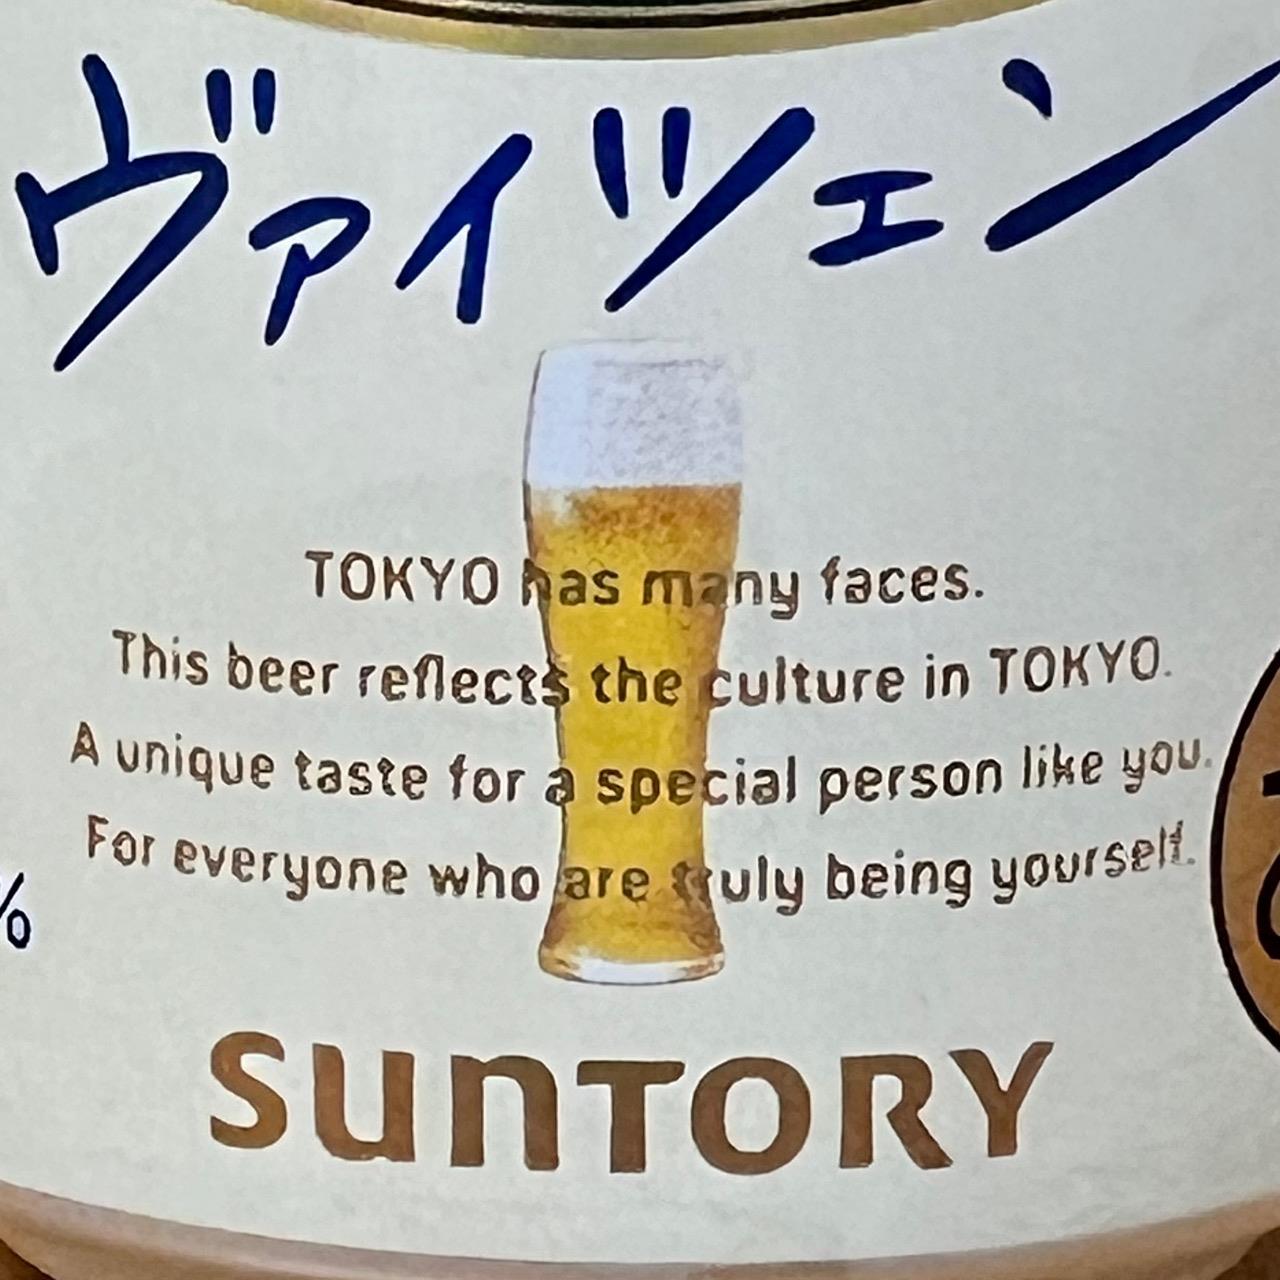 ヴァイツェン
TOKYO has many faces.
This beer reflects the culture in TOKYO.
A unique taste for a special person like you.
For everyone who are truly being yourself.
%
SUNTORY